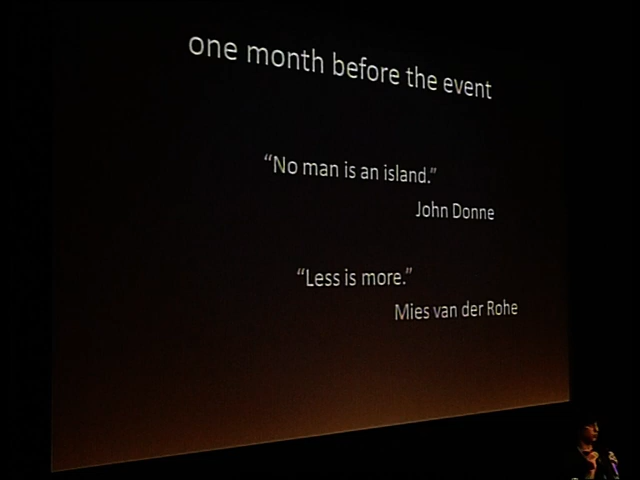 one month before the event
“No man is an island.”
John Donne
“Less is more.”
Mies van der Rohe